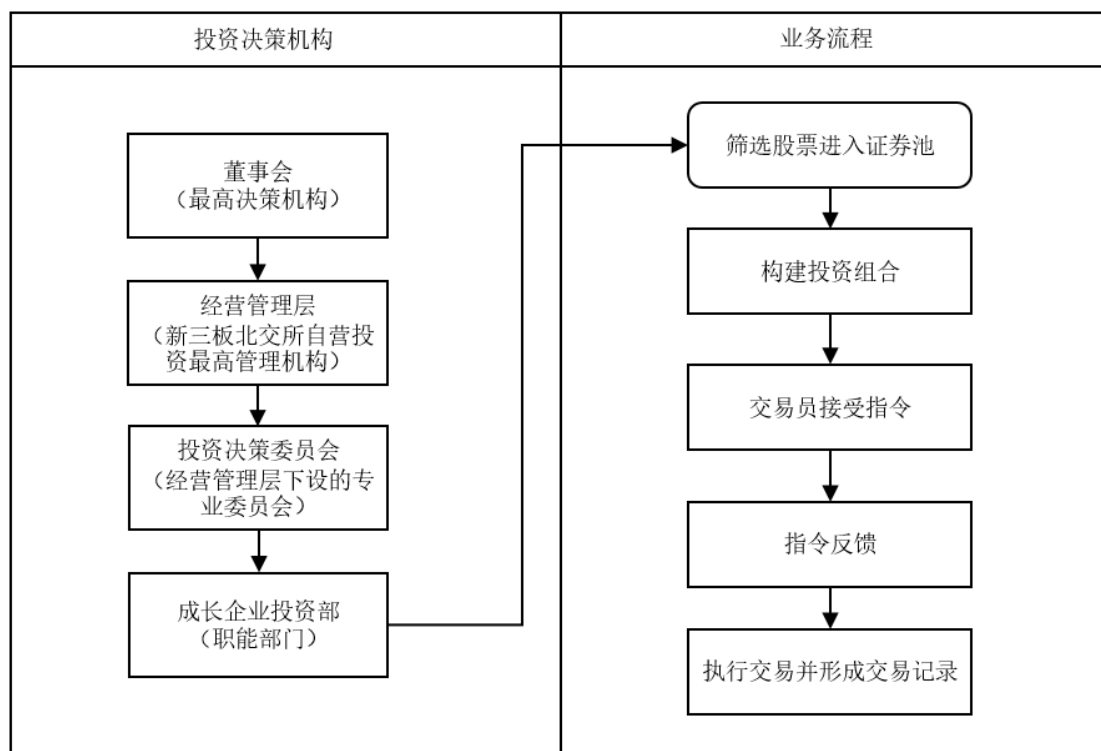 投资决策机构
业务流程
董事会
（最高决策机构）
经营管理层
（新三板北交所自营投
资最高管理机构）
投资决策委员会
（经营管理层下设的专
业委员会）
成长企业投资部
（职能部门）
筛选股票进入证券池
构建投资组合
交易员接受指令
指令反馈
执行交易并形成交易记录